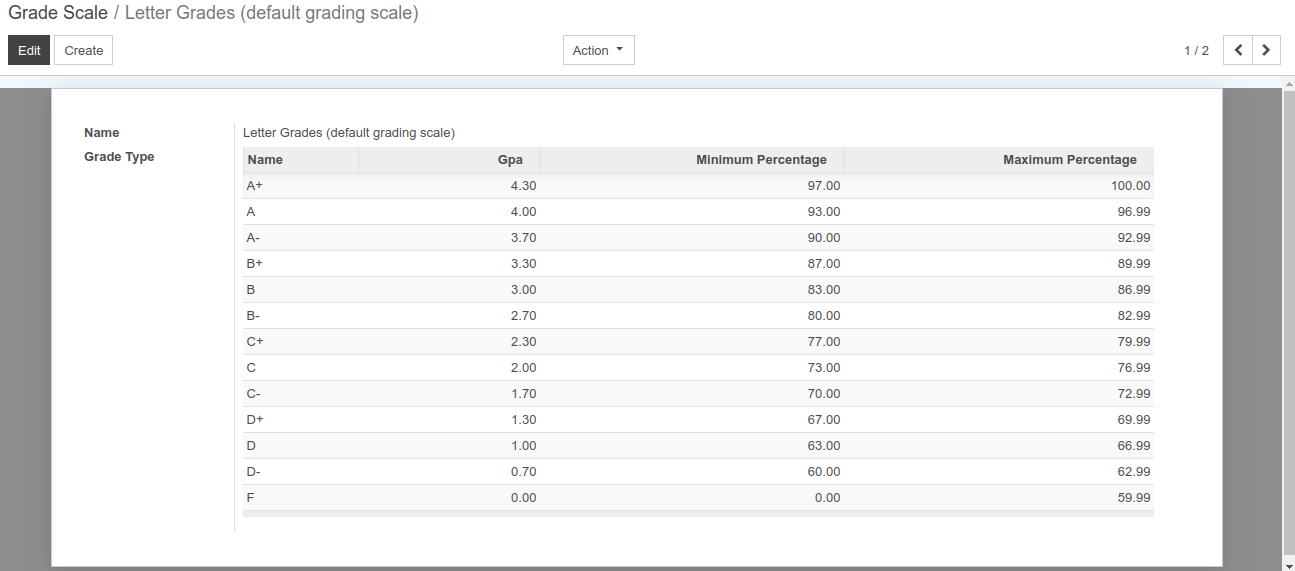 Grade Scale / Letter Grades (default grading scale)
Edit Create Action 1 / 2
Name Letter Grades (default grading scale)
Grade Type
Name Gpa Minimum Percentage Maximum Percentage
A+ 4.30 97.00 100.00
A 4.00 93.00 96.99
A- 3.70 90.00 92.99
B+ 3.30 87.00 89.99
B 3.00 83.00 86.99
B- 2.70 80.00 82.99
C+ 2.30 77.00 79.99
C 2.00 73.00 76.99
C- 1.70 70.00 72.99
D+ 1.30 67.00 69.99
D 1.00 63.00 66.99
D- 0.70 60.00 62.99
F 0.00 0.00 59.99